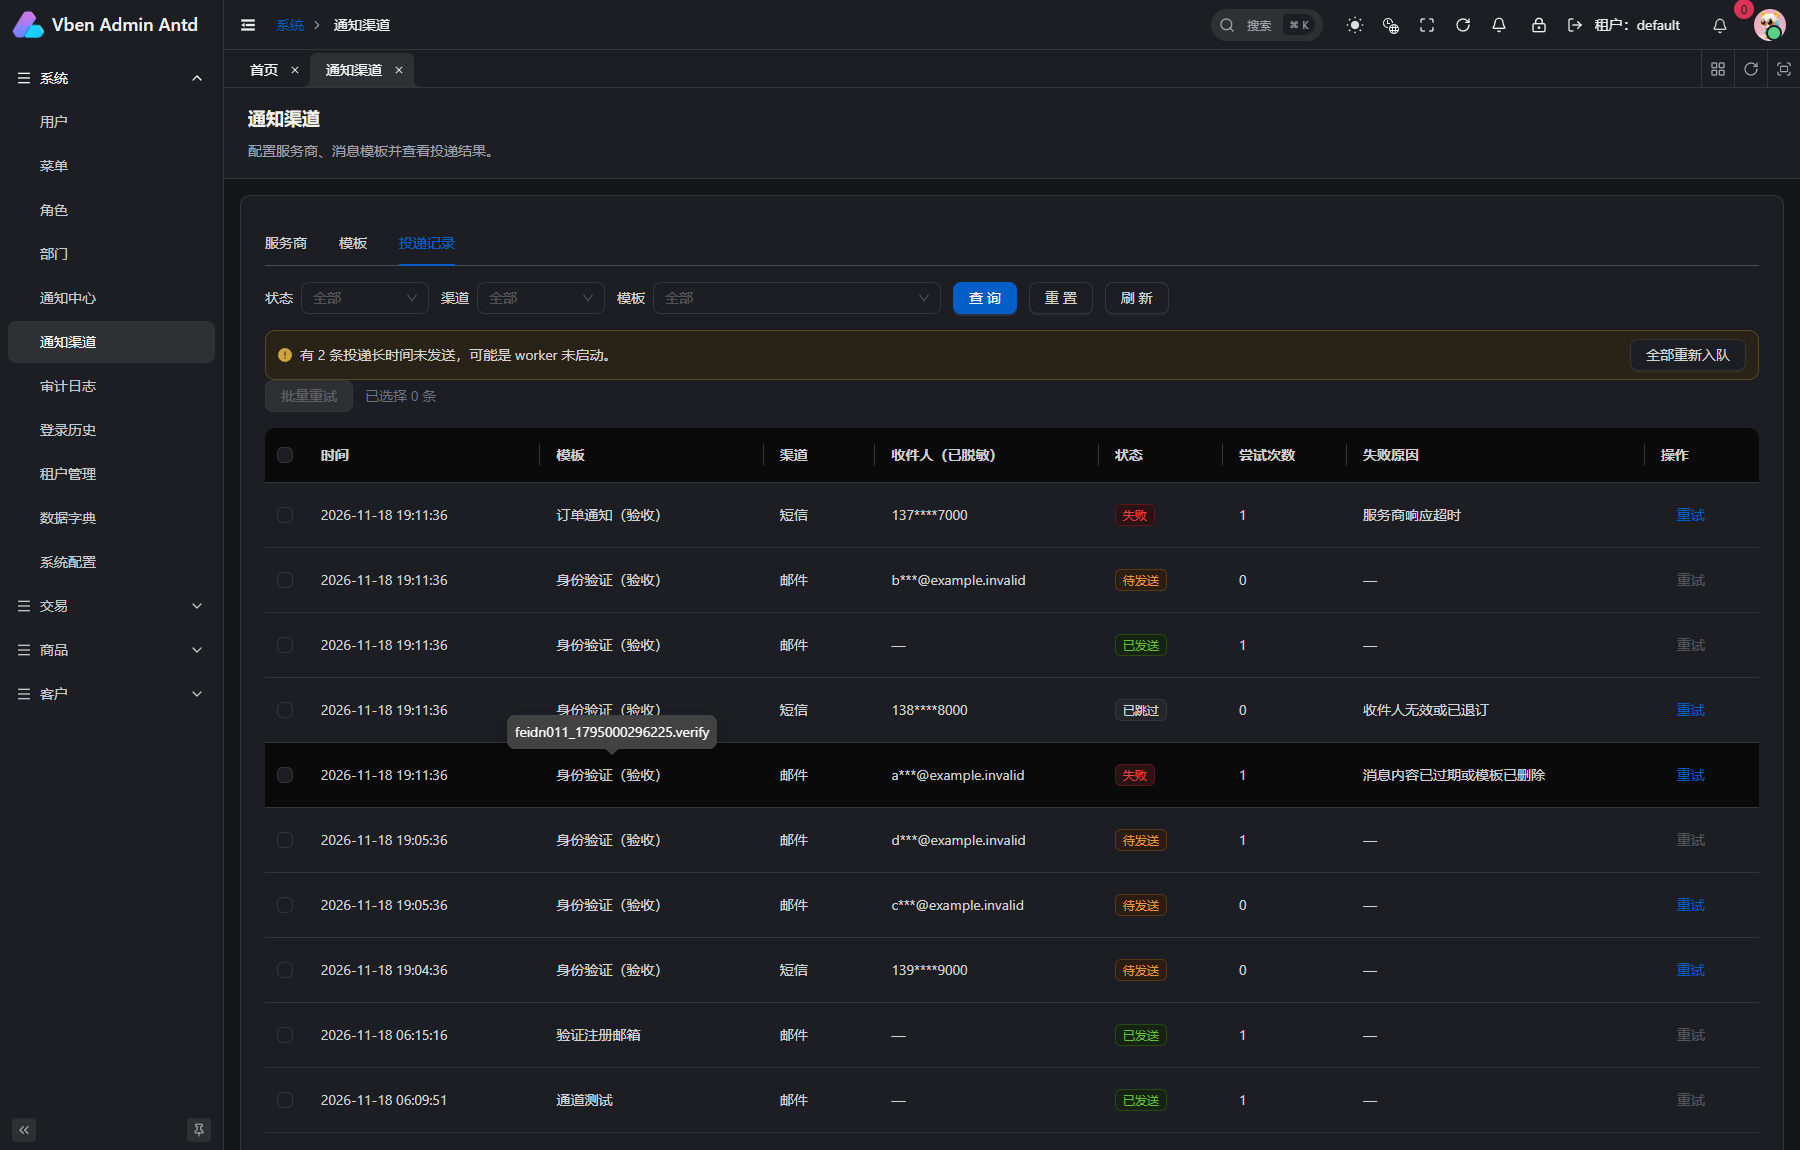 Vben Admin Antd
系统 > 通知渠道
搜索 ⌘ K
租户：default
0
系统
用户
菜单
角色
部门
通知中心
通知渠道
审计日志
登录历史
租户管理
数据字典
系统配置
交易
商品
客户
首页 ×
通知渠道 ×
通知渠道
配置服务商、消息模板并查看投递结果。
服务商 模板 投递记录
状态 全部 渠道 全部 模板 全部 查 询 重 置 刷 新
有 2 条投递长时间未发送，可能是 worker 未启动。 全部重新入队
批量重试 已选择 0 条
时间 模板 渠道 收件人（已脱敏） 状态 尝试次数 失败原因 操作
2026-11-18 19:11:36 订单通知（验收） 短信 137****7000 失败 1 服务商响应超时 重试
2026-11-18 19:11:36 身份验证（验收） 邮件 b***@example.invalid 待发送 0 — 重试
2026-11-18 19:11:36 身份验证（验收） 邮件 — 已发送 1 — 重试
2026-11-18 19:11:36 身份验证（验收） 短信 138****8000 已跳过 0 收件人无效或已退订 重试
feidn011_1795000296225.verify
2026-11-18 19:11:36 身份验证（验收） 邮件 a***@example.invalid 失败 1 消息内容已过期或模板已删除 重试
2026-11-18 19:05:36 身份验证（验收） 邮件 d***@example.invalid 待发送 1 — 重试
2026-11-18 19:05:36 身份验证（验收） 邮件 c***@example.invalid 待发送 0 — 重试
2026-11-18 19:04:36 身份验证（验收） 短信 139****9000 待发送 0 — 重试
2026-11-18 06:15:16 验证注册邮箱 邮件 — 已发送 1 — 重试
2026-11-18 06:09:51 通道测试 邮件 — 已发送 1 — 重试